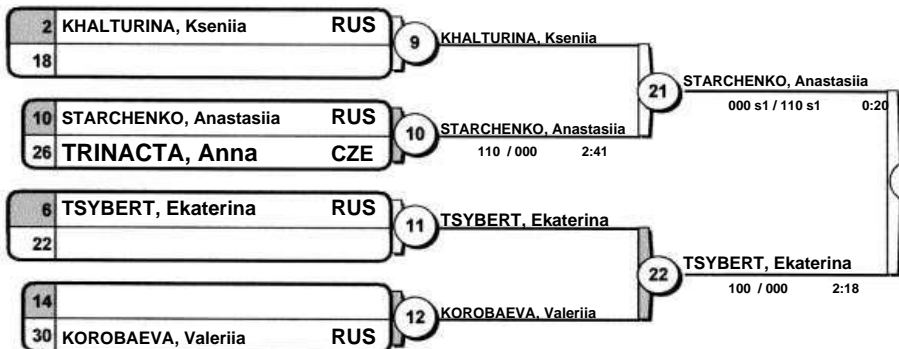 2 KHALTURINA, Kseniia RUS
18
9 KHALTURINA, Kseniia
10 STARCHENKO, Anastasiia RUS
26 TRINACTA, Anna CZE
10 STARCHENKO, Anastasiia
110 / 000 2:41
21 STARCHENKO, Anastasiia
000 s1 / 110 s1 0:20
6 TSYBERT, Ekaterina RUS
22
11 TSYBERT, Ekaterina
14
30 KOROBAEVA, Valeriia RUS
12 KOROBAEVA, Valeriia
22 TSYBERT, Ekaterina
100 / 000 2:18